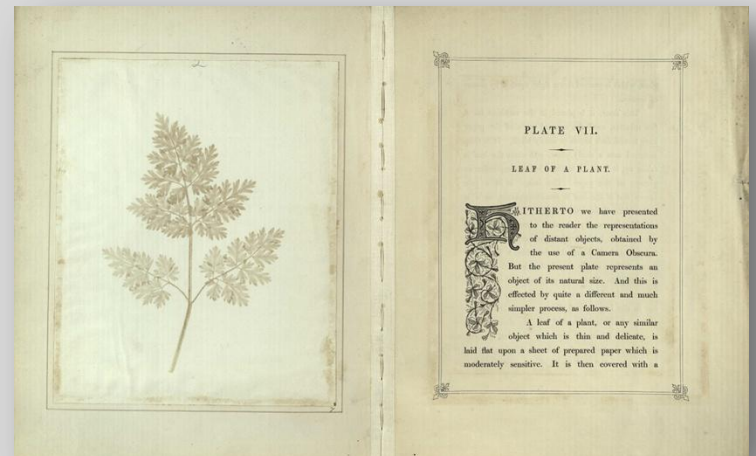 PLATE VII.
LEAF OF A PLANT.
HITHERTO we have presented
to the reader the representations
of distant objects, obtained by
the use of a Camera Obscura.
But the present plate represents an
object of its natural size. And this is
effected by quite a different and much
simpler process, as follows.
A leaf of a plant, or any similar
object which is thin and delicate, is
laid flat upon a sheet of prepared paper which is
moderately sensitive. It is then covered with a